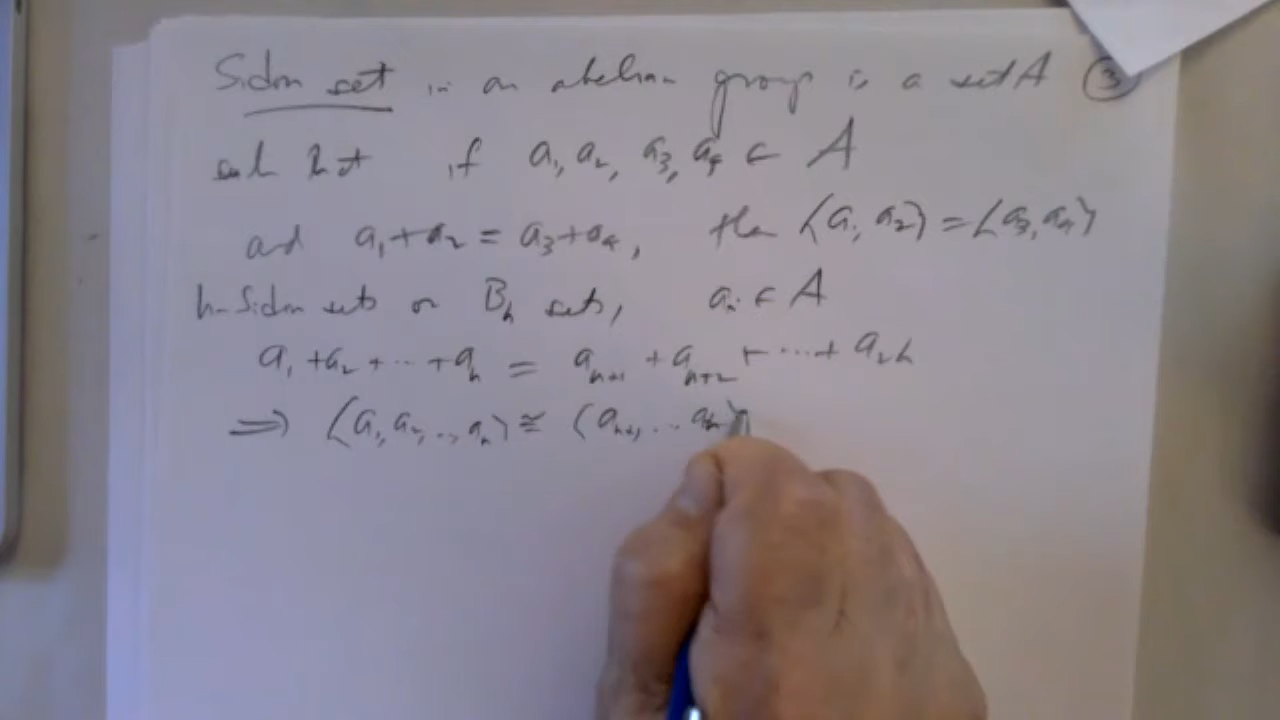 Sidon set in an abelian group is a set A ③
such that if a₁, a₂, a₃, a₄ ∈ A
and a₁+a₂ = a₃+a₄, then (a₁, a₂) = (a₃, a₄)
h-Sidon sets or Bₕ sets, aᵢ ∈ A
a₁ + a₂ + ⋯ + aₕ = aₕ₊₁ + aₕ₊₂ + ⋯ + a₂ₕ
⇒ (a₁, a₂, .., aₕ) ≅ (aₕ₊₁, … a₂ₕ)